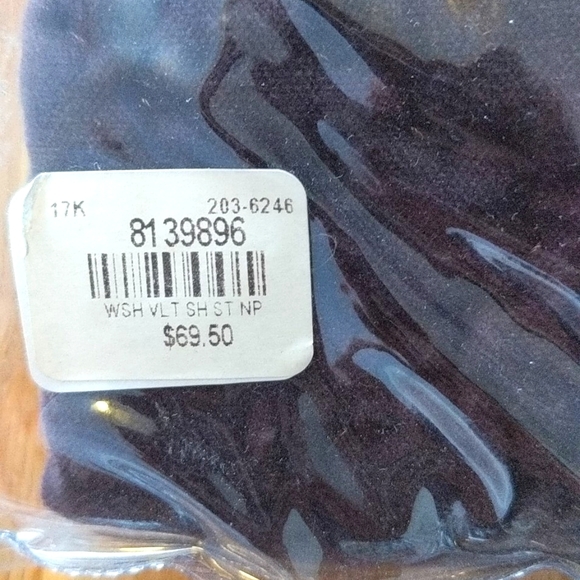 17K 203-6246
8139896
WSH VLT SH ST NP
$69.50